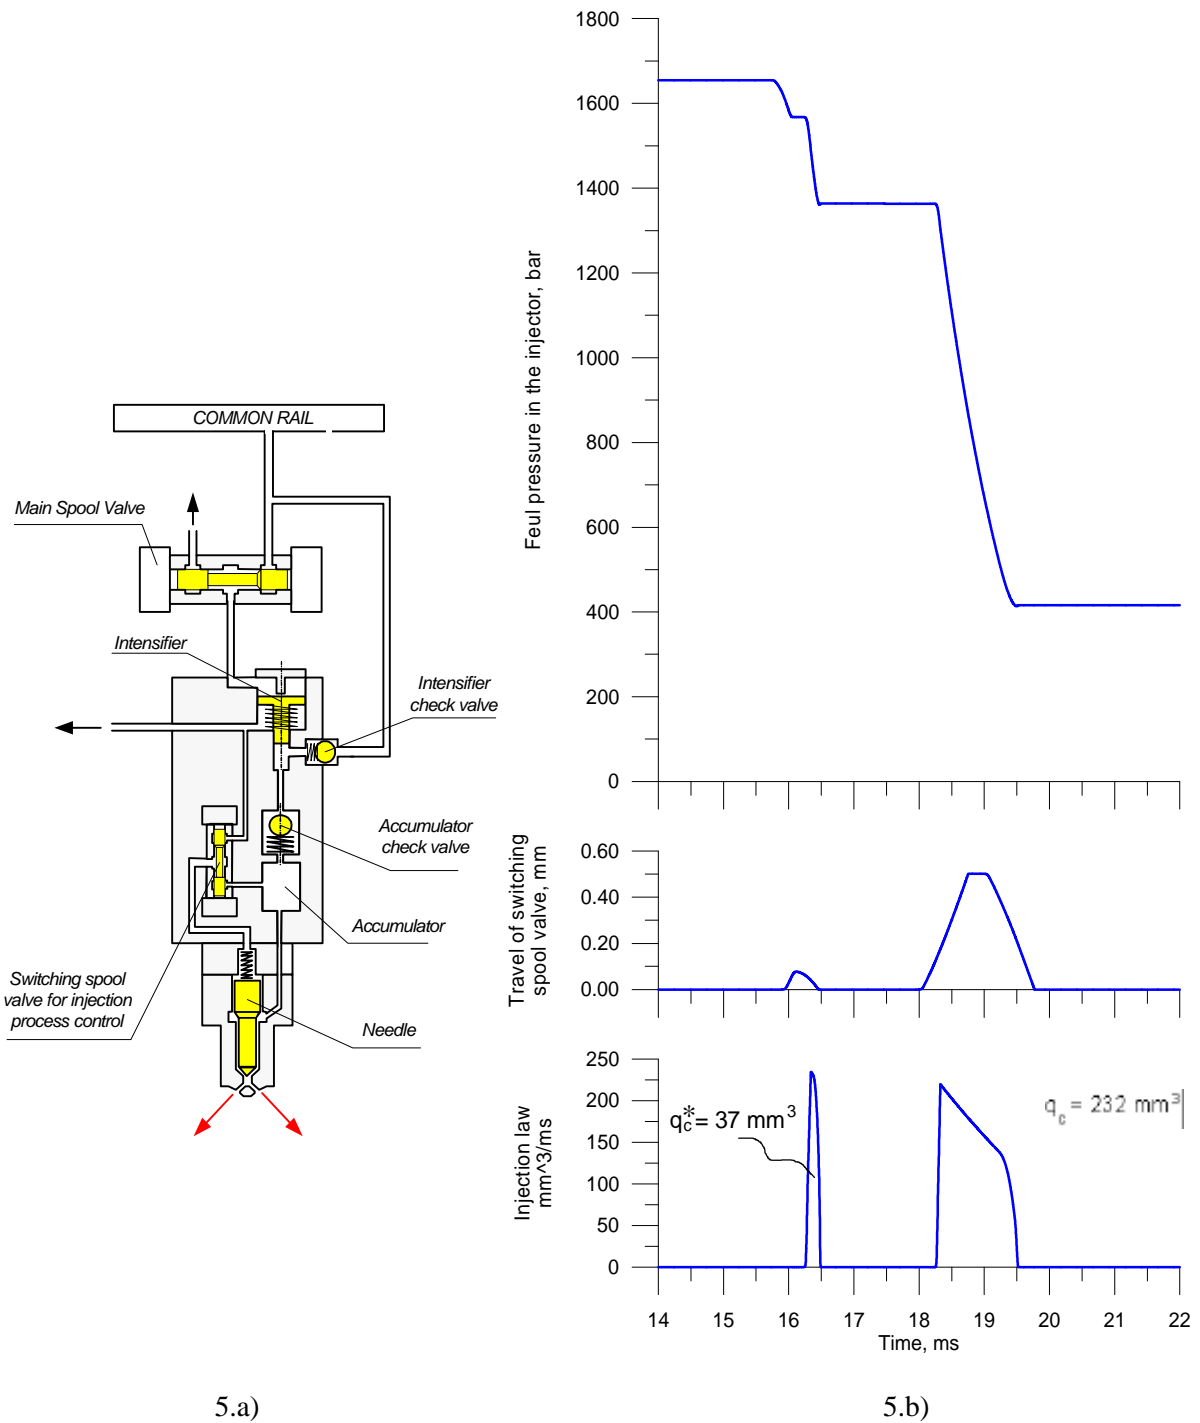 COMMON RAIL
Main Spool Valve
Intensifier
Intensifier
check valve
Accumulator
check valve
Accumulator
Switching spool
valve for injection
process control
Needle
5.a)
Feul pressure in the injector, bar
1800
1600
1400
1200
1000
800
600
400
200
0
Travel of switching
spool valve, mm
0.60
0.40
0.20
0.00
Injection law
mm^3/ms
250
200
150
100
50
0
q*c= 37 mm³
qc = 232 mm³
14 15 16 17 18 19 20 21 22
Time, ms
5.b)